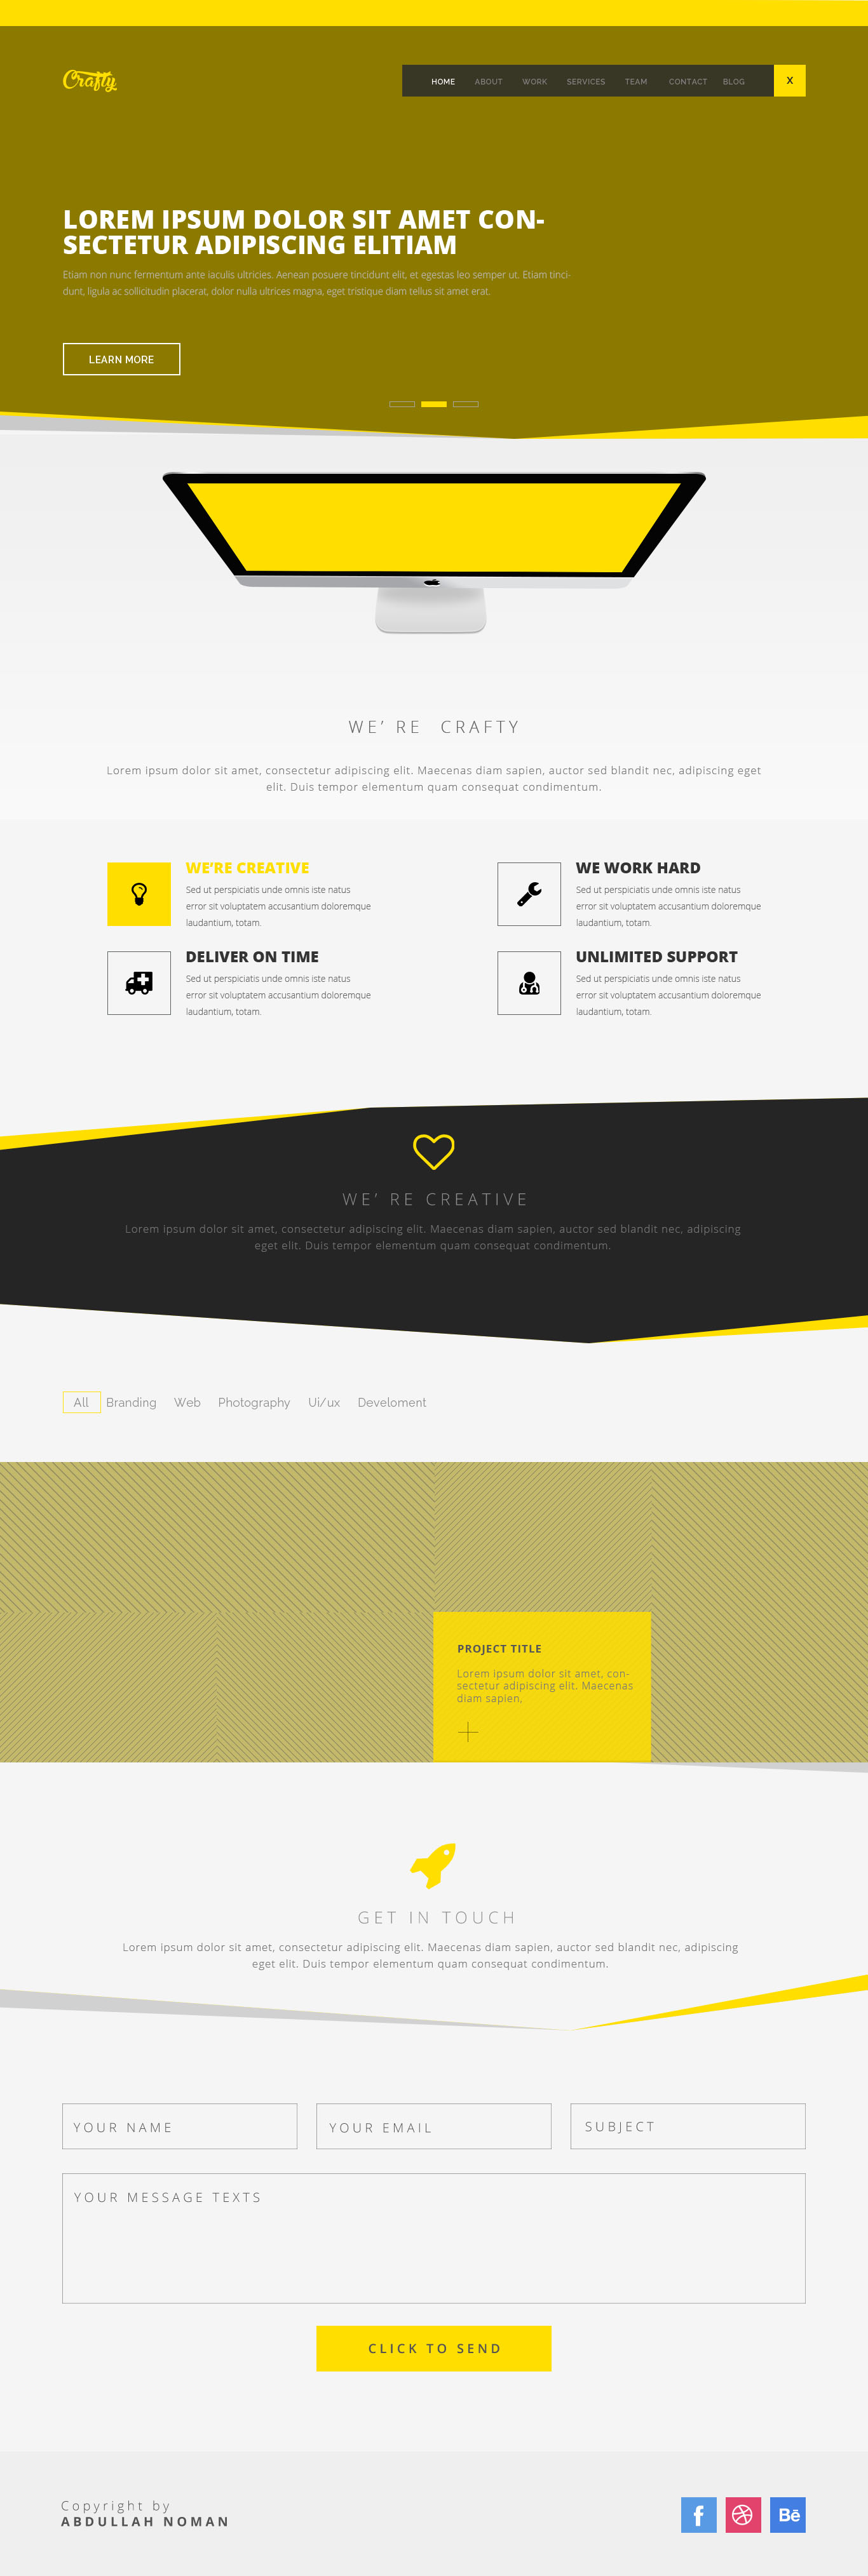 Crafty
HOME ABOUT WORK SERVICES TEAM CONTACT BLOG X
LOREM IPSUM DOLOR SIT AMET CON-
SECTETUR ADIPISCING ELITIAM
Etiam non nunc fermentum ante iaculis ultricies. Aenean posuere tincidunt elit, et egestas leo semper ut. Etiam tinci-
dunt, ligula ac sollicitudin placerat, dolor nulla ultrices magna, eget tristique diam tellus sit amet erat.
LEARN MORE
WE' RE CRAFTY
Lorem ipsum dolor sit amet, consectetur adipiscing elit. Maecenas diam sapien, auctor sed blandit nec, adipiscing eget
elit. Duis tempor elementum quam consequat condimentum.
WE'RE CREATIVE
Sed ut perspiciatis unde omnis iste natus
error sit voluptatem accusantium doloremque
laudantium, totam.
WE WORK HARD
Sed ut perspiciatis unde omnis iste natus
error sit voluptatem accusantium doloremque
laudantium, totam.
DELIVER ON TIME
Sed ut perspiciatis unde omnis iste natus
error sit voluptatem accusantium doloremque
laudantium, totam.
UNLIMITED SUPPORT
Sed ut perspiciatis unde omnis iste natus
error sit voluptatem accusantium doloremque
laudantium, totam.
WE' RE CREATIVE
Lorem ipsum dolor sit amet, consectetur adipiscing elit. Maecenas diam sapien, auctor sed blandit nec, adipiscing
eget elit. Duis tempor elementum quam consequat condimentum.
All Branding Web Photography Ui/ux Develoment
PROJECT TITLE
Lorem ipsum dolor sit amet, con-
sectetur adipiscing elit. Maecenas
diam sapien,
GET IN TOUCH
Lorem ipsum dolor sit amet, consectetur adipiscing elit. Maecenas diam sapien, auctor sed blandit nec, adipiscing
eget elit. Duis tempor elementum quam consequat condimentum.
YOUR NAME YOUR EMAIL SUBJECT
YOUR MESSAGE TEXTS
CLICK TO SEND
Copyright by
ABDULLAH NOMAN
f Bē